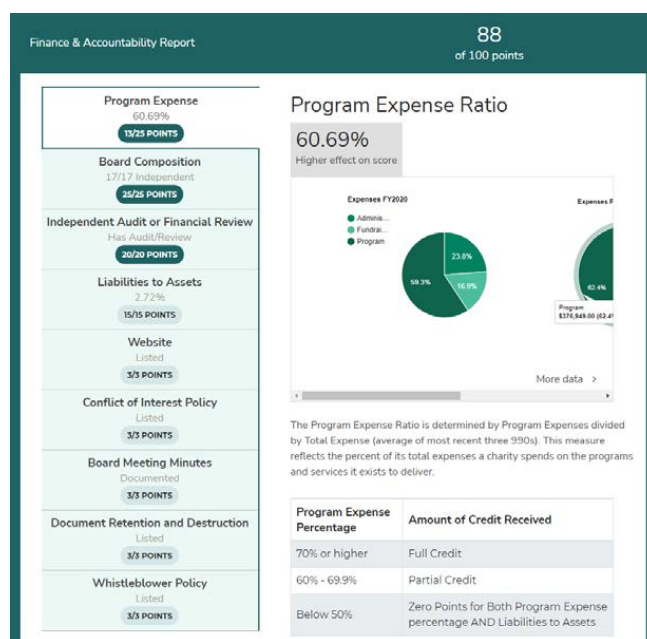 Finance & Accountability Report
88
of 100 points
Program Expense
60.69%
13/25 POINTS
Board Composition
17/17 Independent
25/25 POINTS
Independent Audit or Financial Review
Has Audit/Review
20/20 POINTS
Liabilities to Assets
2.72%
15/15 POINTS
Website
Listed
3/3 POINTS
Conflict of Interest Policy
Listed
3/3 POINTS
Board Meeting Minutes
Documented
3/3 POINTS
Document Retention and Destruction
Listed
3/3 POINTS
Whistleblower Policy
Listed
3/3 POINTS
Program Expense Ratio
60.69%
Higher effect on score
Expenses FY2020
Adminis...
Fundrai...
Program
23.8%
16.9%
59.3%
Expenses F
62.4%
Program
$376,949.00 (62.4%
More data >
The Program Expense Ratio is determined by Program Expenses divided
by Total Expense (average of most recent three 990s). This measure
reflects the percent of its total expenses a charity spends on the programs
and services it exists to deliver.
Program Expense Percentage Amount of Credit Received
70% or higher Full Credit
60% - 69.9% Partial Credit
Below 50% Zero Points for Both Program Expense
percentage AND Liabilities to Assets